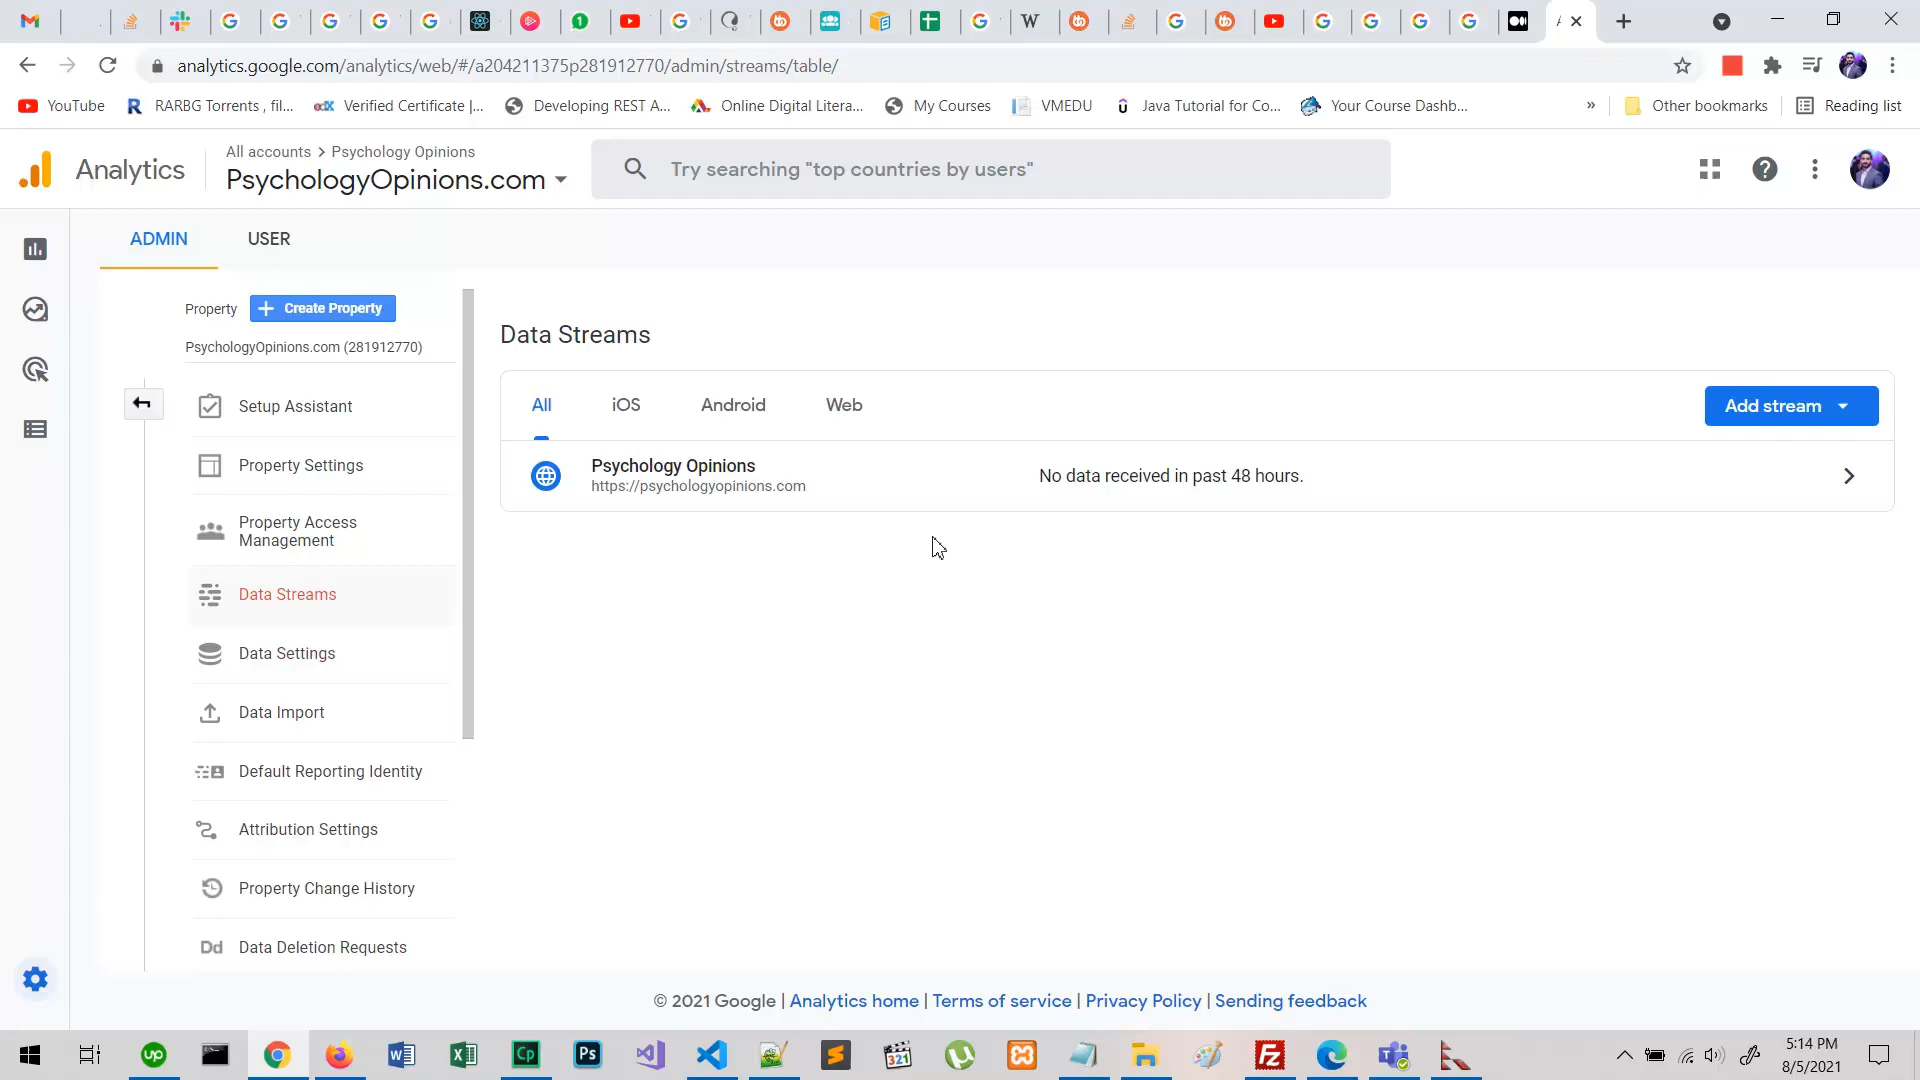 analytics.google.com/analytics/web/#/a204211375p281912770/admin/streams/table/
YouTube
RARBG Torrents , fil...
edX Verified Certificate |...
Developing REST A...
Online Digital Litera...
My Courses
VMEDU
Java Tutorial for Co...
Your Course Dashb...
»
Other bookmarks
Reading list
Analytics
All accounts > Psychology Opinions
PsychologyOpinions.com
Try searching "top countries by users"
ADMIN
USER
Property
+ Create Property
PsychologyOpinions.com (281912770)
Setup Assistant
Property Settings
Property Access
Management
Data Streams
Data Settings
Data Import
Default Reporting Identity
Attribution Settings
Property Change History
Dd Data Deletion Requests
Data Streams
All
iOS
Android
Web
Add stream
Psychology Opinions
https://psychologyopinions.com
No data received in past 48 hours.
© 2021 Google | Analytics home | Terms of service | Privacy Policy | Sending feedback
5:14 PM
8/5/2021